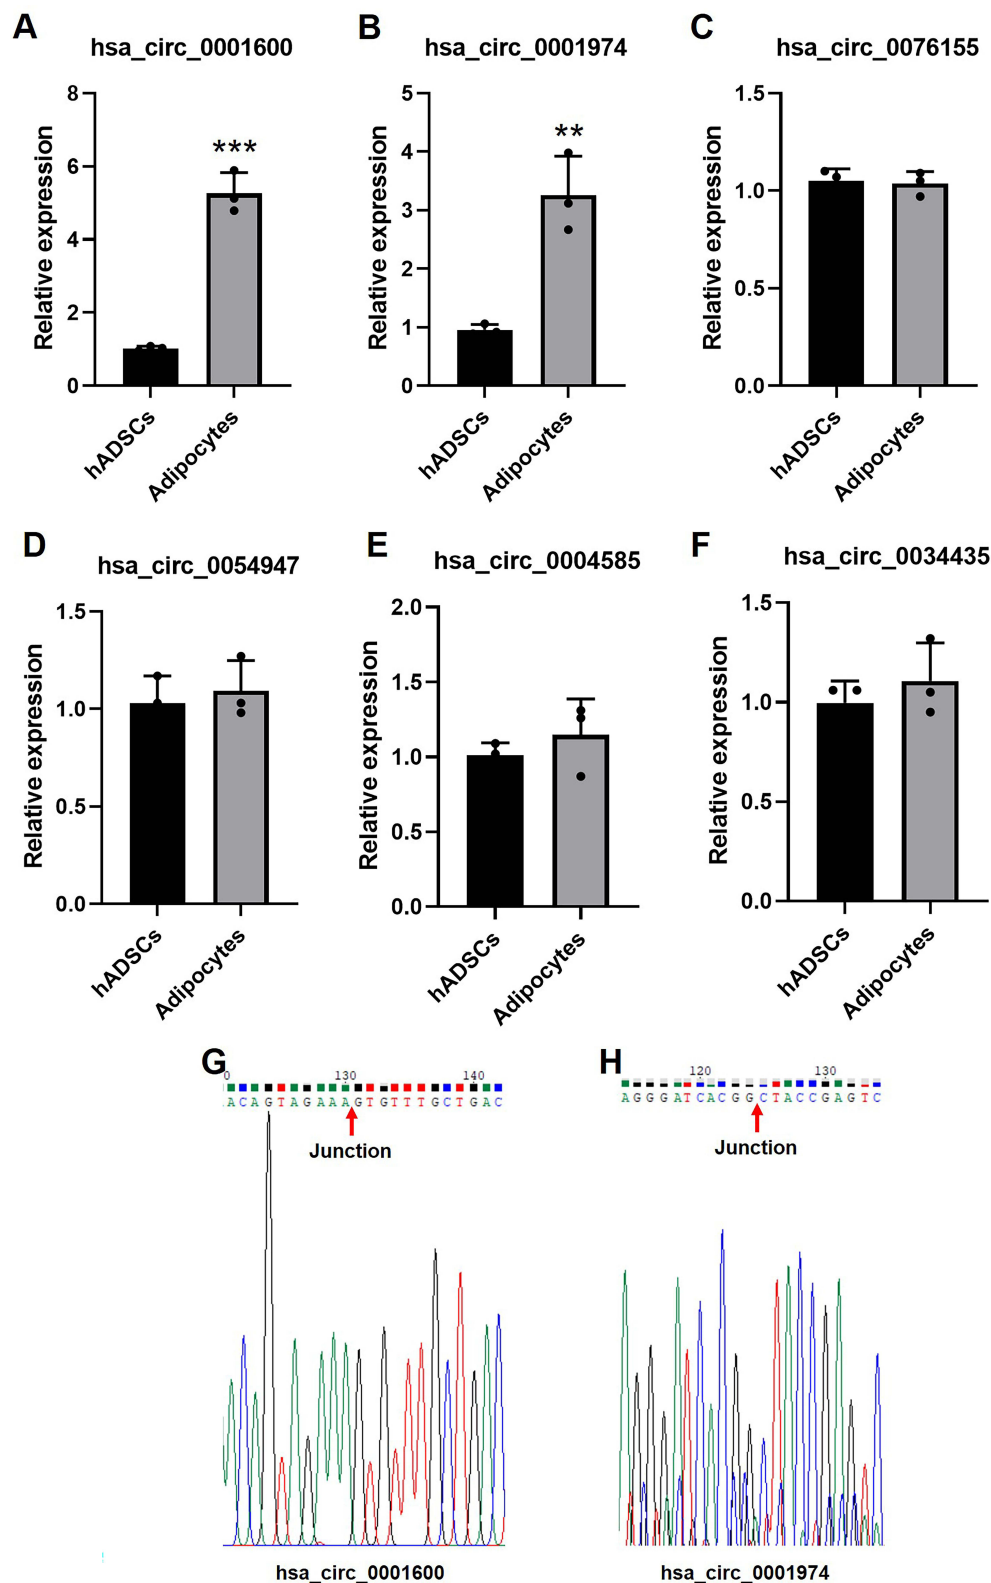 A
hsa_circ_0001600
Relative expression
8
6
4
2
0
***
hADSCs
Adipocytes
B
hsa_circ_0001974
Relative expression
5
4
3
2
1
0
**
hADSCs
Adipocytes
C
hsa_circ_0076155
Relative expression
1.5
1.0
0.5
0.0
hADSCs
Adipocytes
D
hsa_circ_0054947
Relative expression
1.5
1.0
0.5
0.0
hADSCs
Adipocytes
E
hsa_circ_0004585
Relative expression
2.0
1.5
1.0
0.5
0.0
hADSCs
Adipocytes
F
hsa_circ_0034435
Relative expression
1.5
1.0
0.5
0.0
hADSCs
Adipocytes
G
0 130 140
ACAGTAGAAAGTGTTTGCTGAC
Junction
hsa_circ_0001600
H
120 130
AGGGATCACGGCTACCGAGTC
Junction
hsa_circ_0001974